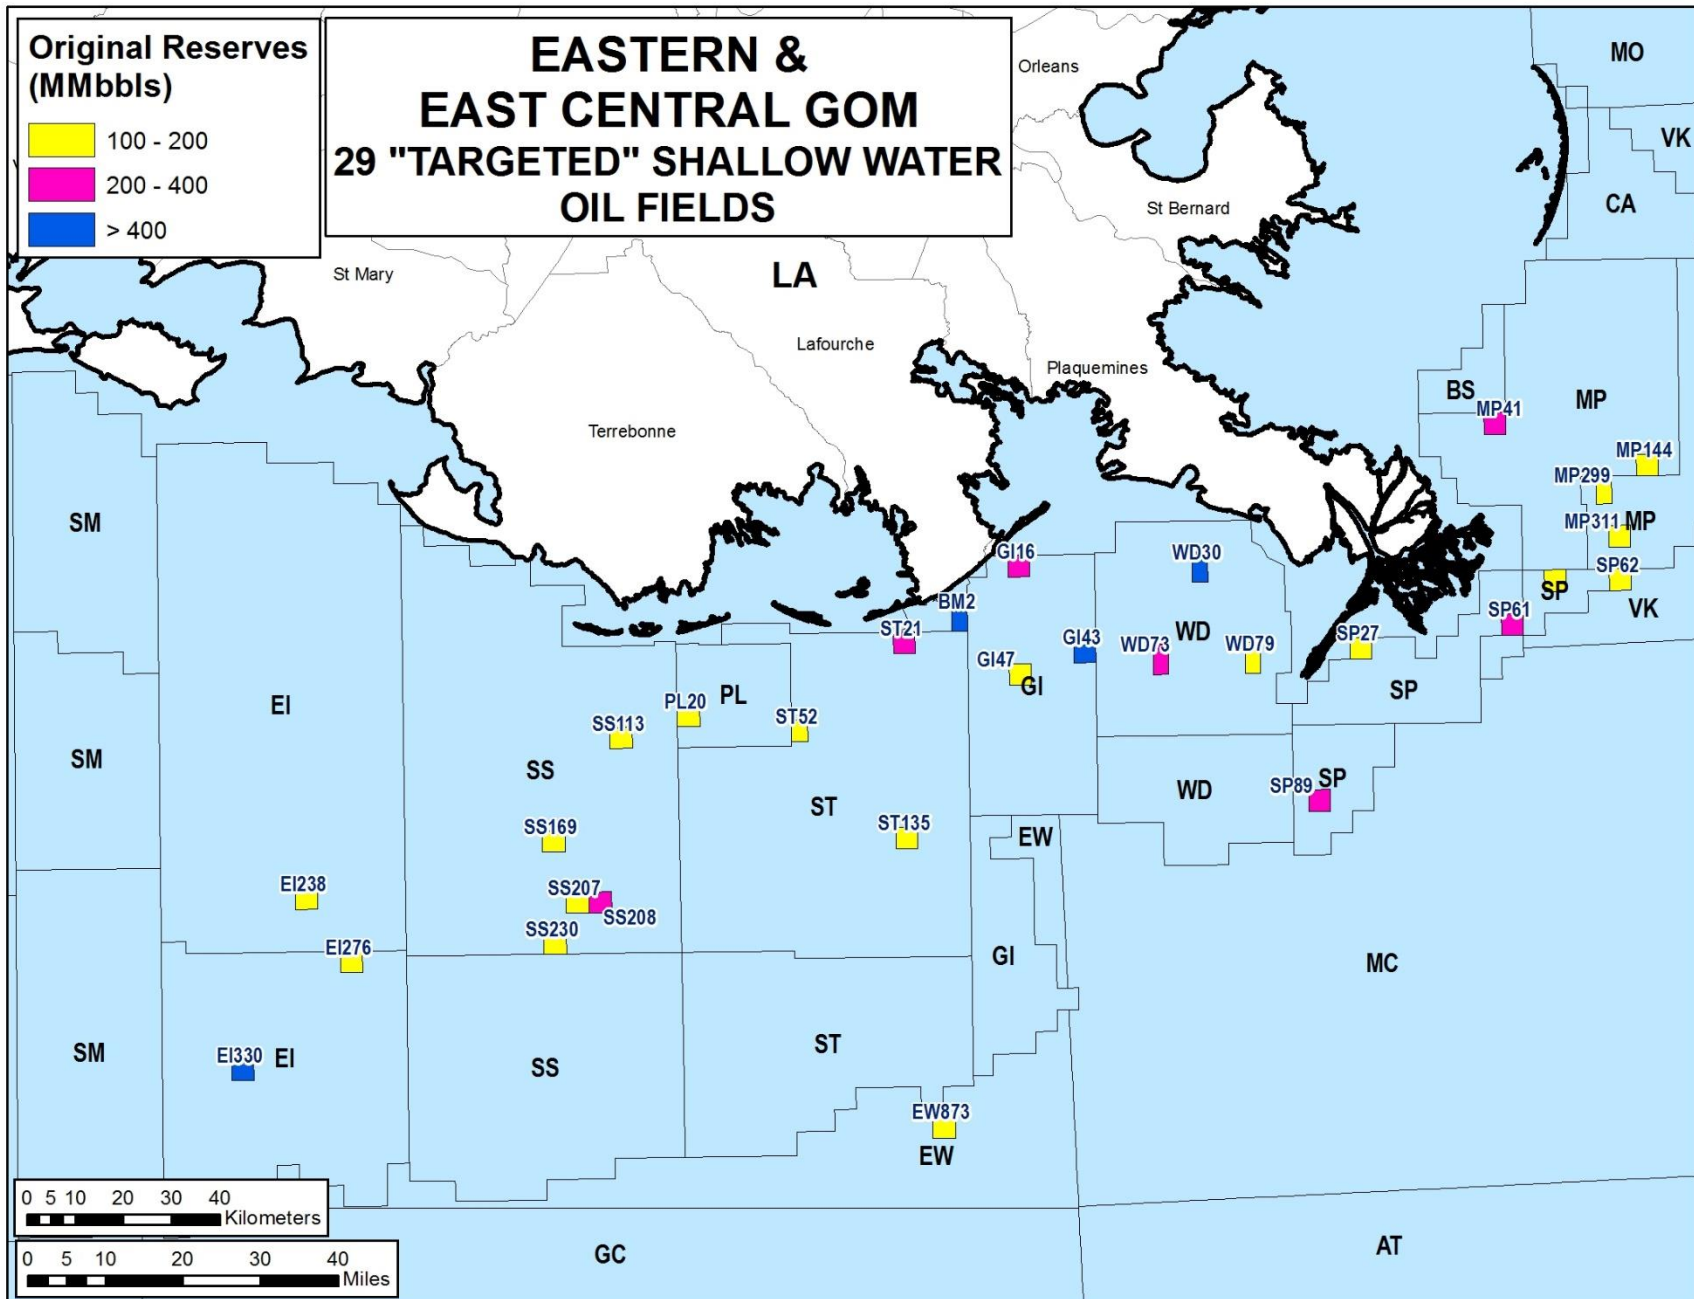 Original Reserves
(MMbbls)
100 - 200
200 - 400
> 400
EASTERN &
EAST CENTRAL GOM
29 "TARGETED" SHALLOW WATER
OIL FIELDS
Orleans
MO
VK
CA
St Bernard
St Mary
LA
Lafourche
Plaquemines
Terrebonne
BS
MP
MP41
MP144
MP299
MP311
MP
SP62
SP
VK
SP61
SM
GI16
WD30
BM2
ST21
GI43
WD73
WD
WD79
SP27
GI47
GI
SP
EI
PL20
PL
ST52
SS113
SM
SS
ST
WD
SP89
SP
SS169
ST135
EW
EI238
SS207
SS208
SS230
EI276
GI
MC
SM
EI330
EI
SS
ST
EW873
EW
0 5 10 20 30 40
Kilometers
0 5 10 20 30 40
Miles
GC
AT